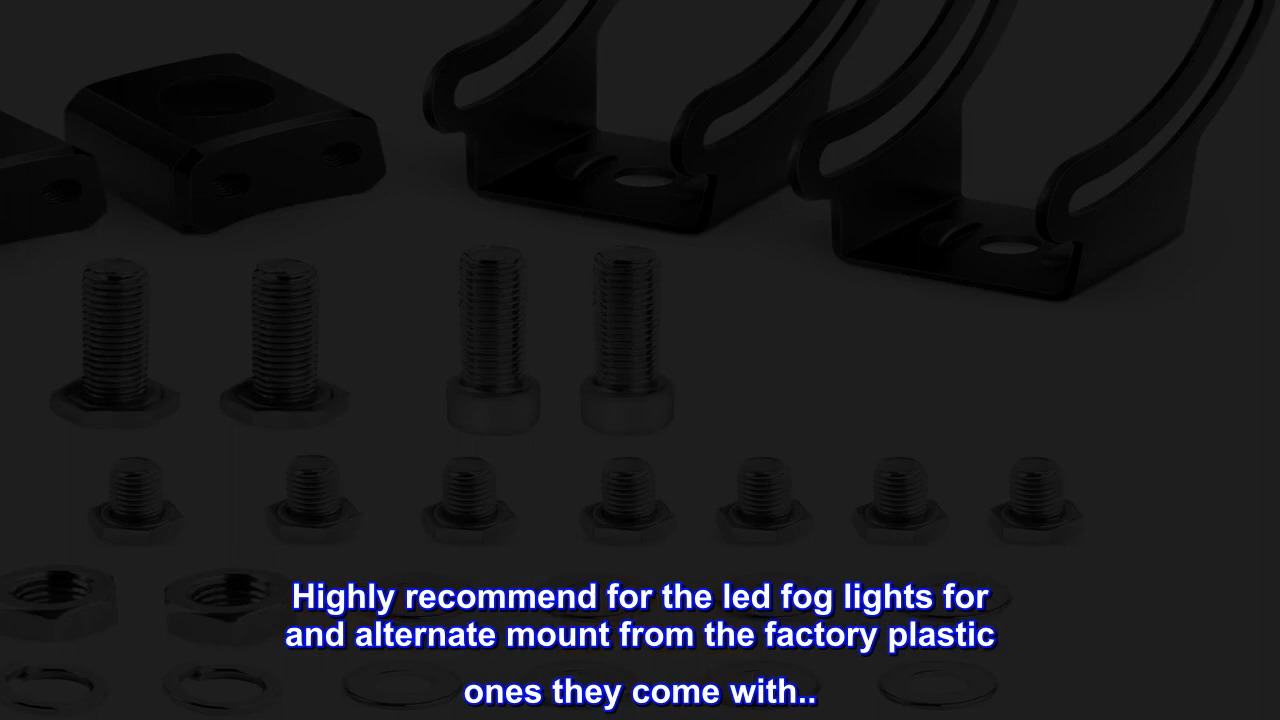 Highly recommend for the led fog lights for
and alternate mount from the factory plastic
ones they come with..